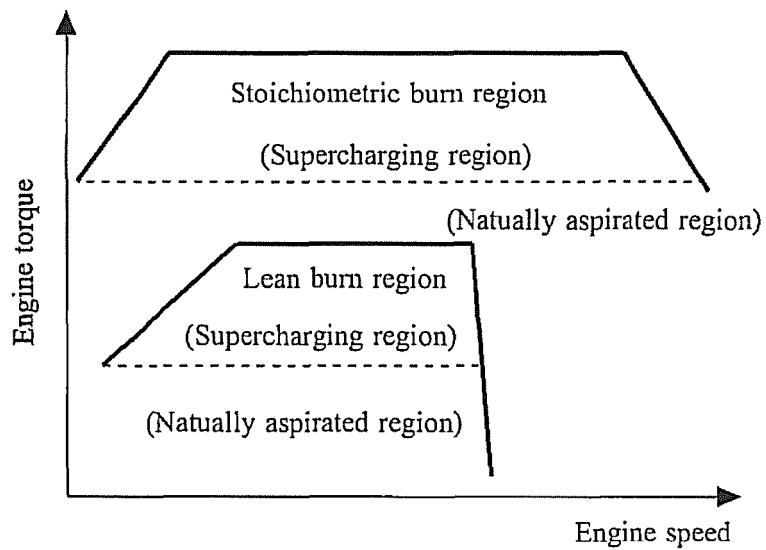 Stoichiometric burn region
(Supercharging region)
(Natually aspirated region)
Lean burn region
(Supercharging region)
(Natually aspirated region)
Engine torque
Engine speed